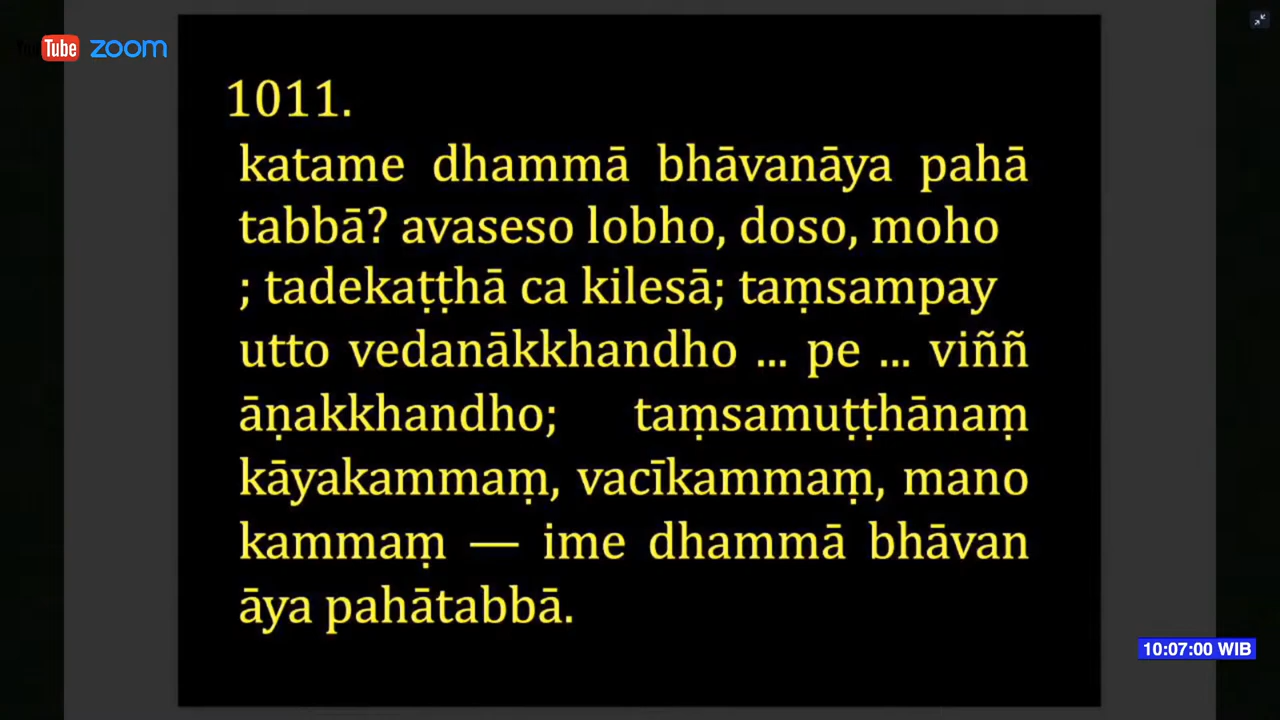 YouTube zoom
1011.
katame dhammā bhāvanāya pahā
tabbā? avaseso lobho, doso, moho
; tadekaṭṭhā ca kilesā; taṃsampay
utto vedanākkhandho ... pe ... viññ
āṇakkhandho; taṃsamuṭṭhānaṃ
kāyakammaṃ, vacīkammaṃ, mano
kammaṃ — ime dhammā bhāvan
āya pahātabbā.
10:07:00 WIB